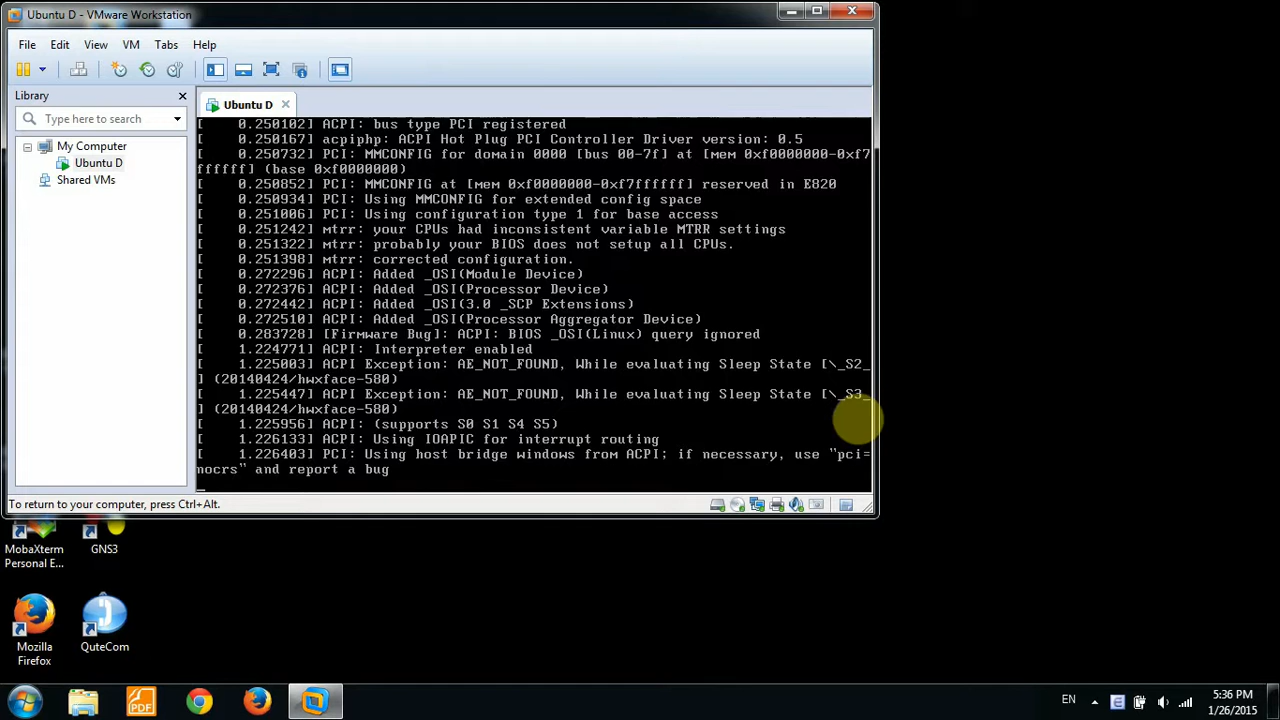 Ubuntu D - VMware Workstation
File Edit View VM Tabs Help
Library
Type here to search
My Computer
Ubuntu D
Shared VMs
Ubuntu D
[    0.250102] ACPI: bus type PCI registered
[    0.250167] acpiphp: ACPI Hot Plug PCI Controller Driver version: 0.5
[    0.250732] PCI: MMCONFIG for domain 0000 [bus 00-7f] at [mem 0xf0000000-0xf7
ffffff] (base 0xf0000000)
[    0.250852] PCI: MMCONFIG at [mem 0xf0000000-0xf7ffffff] reserved in E820
[    0.250934] PCI: Using MMCONFIG for extended config space
[    0.251006] PCI: Using configuration type 1 for base access
[    0.251242] mtrr: your CPUs had inconsistent variable MTRR settings
[    0.251322] mtrr: probably your BIOS does not setup all CPUs.
[    0.251398] mtrr: corrected configuration.
[    0.272296] ACPI: Added _OSI(Module Device)
[    0.272376] ACPI: Added _OSI(Processor Device)
[    0.272442] ACPI: Added _OSI(3.0 _SCP Extensions)
[    0.272510] ACPI: Added _OSI(Processor Aggregator Device)
[    0.283728] [Firmware Bug]: ACPI: BIOS _OSI(Linux) query ignored
[    1.224771] ACPI: Interpreter enabled
[    1.225003] ACPI Exception: AE_NOT_FOUND, While evaluating Sleep State [\_S2_
] (20140424/hwxface-580)
[    1.225447] ACPI Exception: AE_NOT_FOUND, While evaluating Sleep State [\_S3_
] (20140424/hwxface-580)
[    1.225956] ACPI: (supports S0 S1 S4 S5)
[    1.226133] ACPI: Using IOAPIC for interrupt routing
[    1.226403] PCI: Using host bridge windows from ACPI; if necessary, use "pci=
nocrs" and report a bug
To return to your computer, press Ctrl+Alt.
MobaXterm
Personal E...
GNS3
Mozilla
Firefox
QuteCom
PDF
EN
5:36 PM
1/26/2015